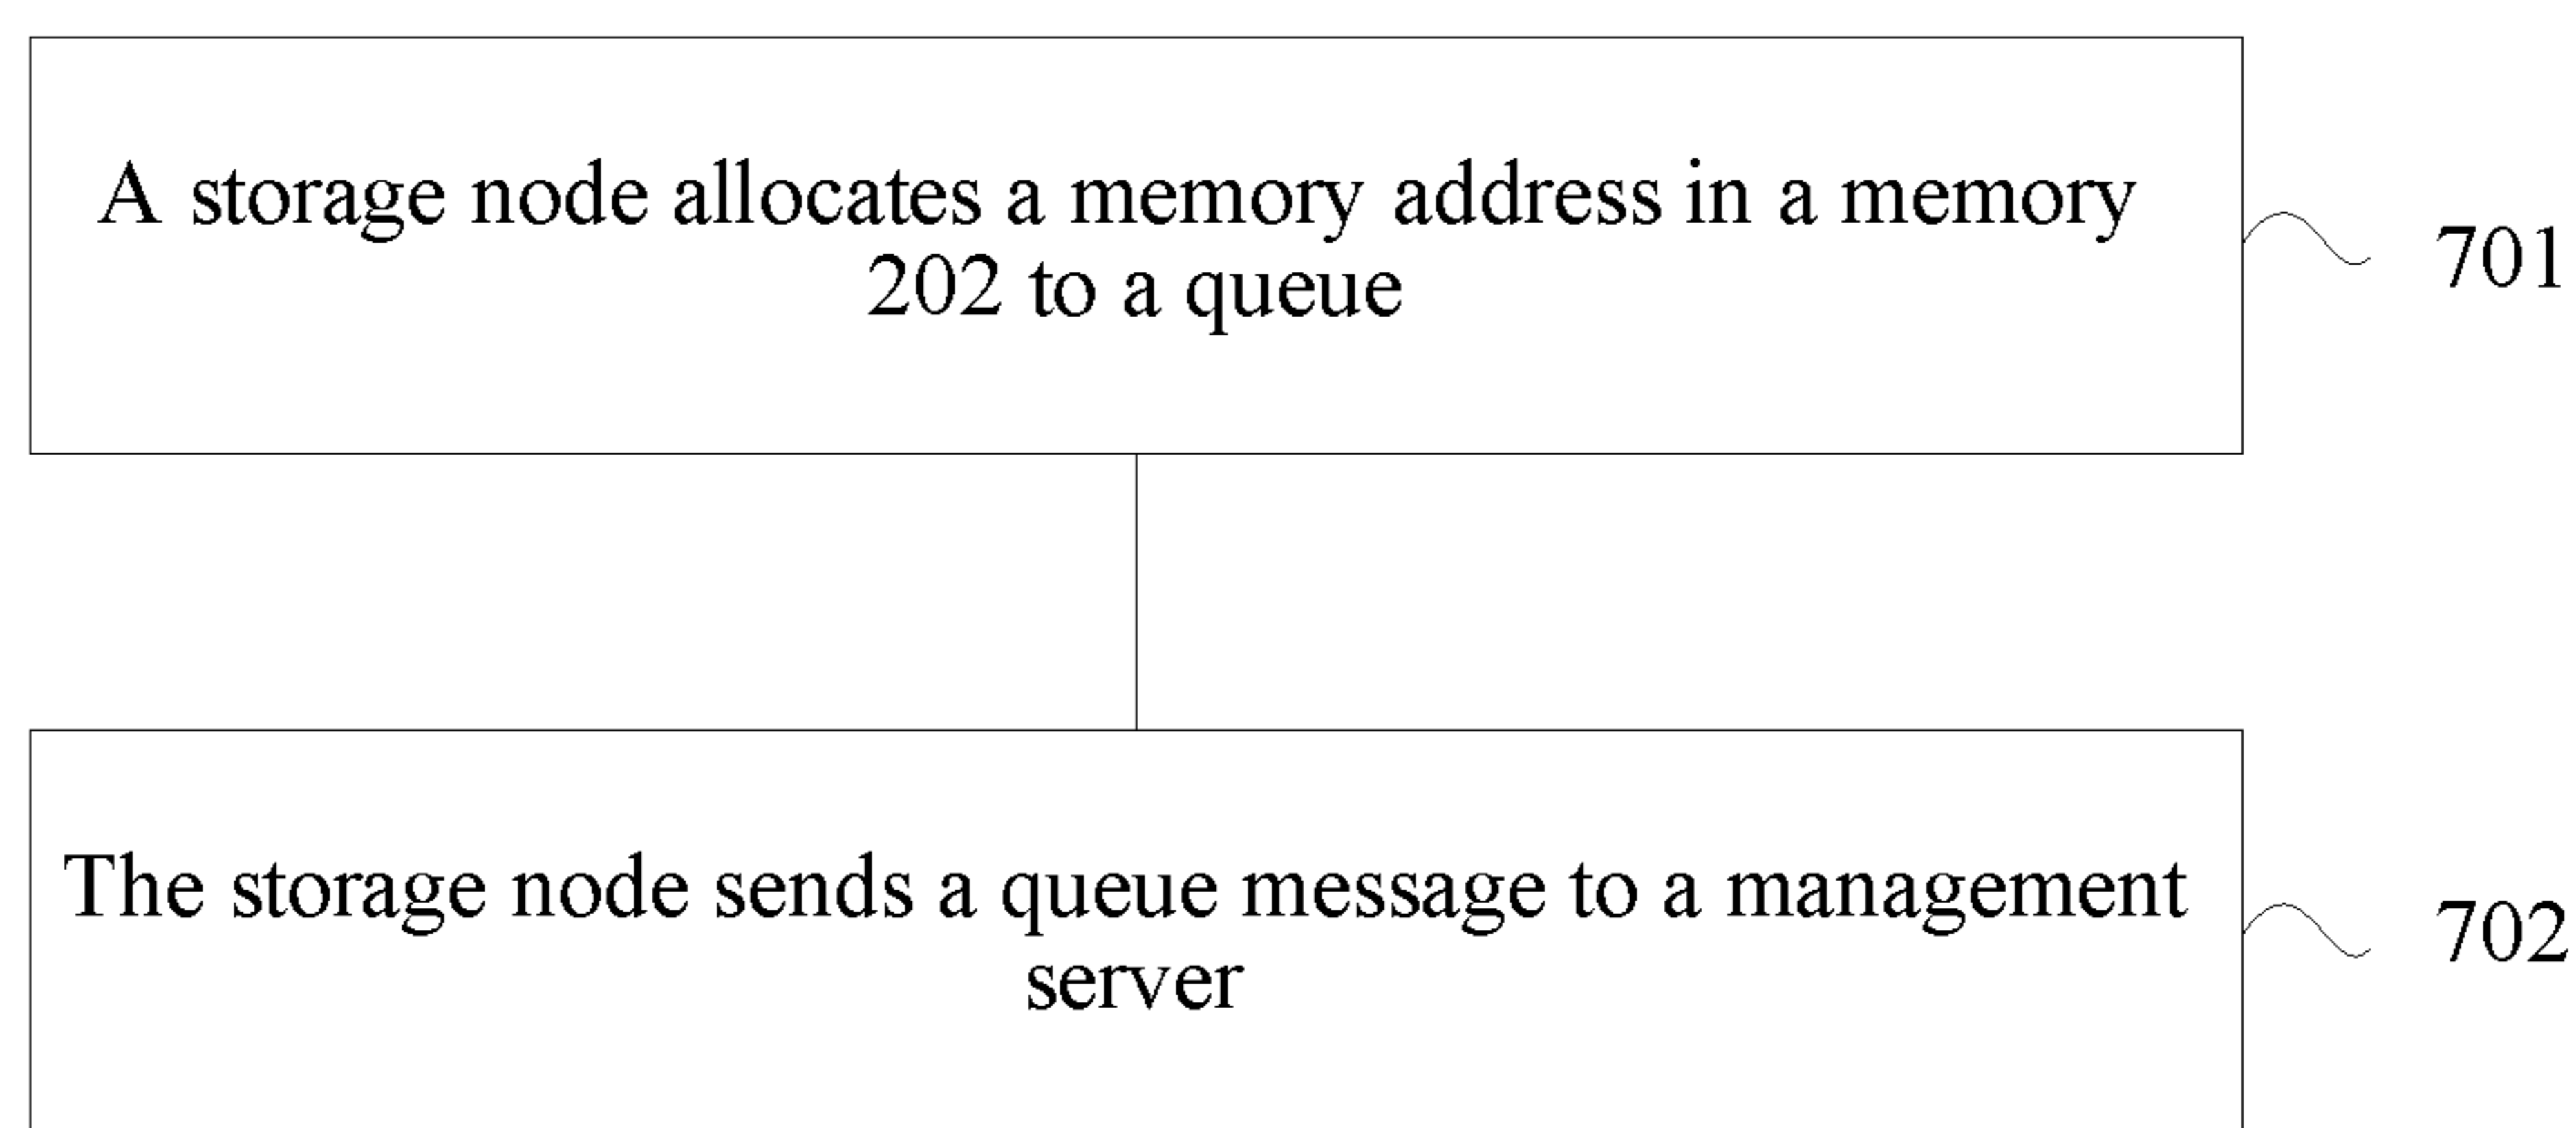 A storage node allocates a memory address in a memory
202 to a queue
701
The storage node sends a queue message to a management
server
702